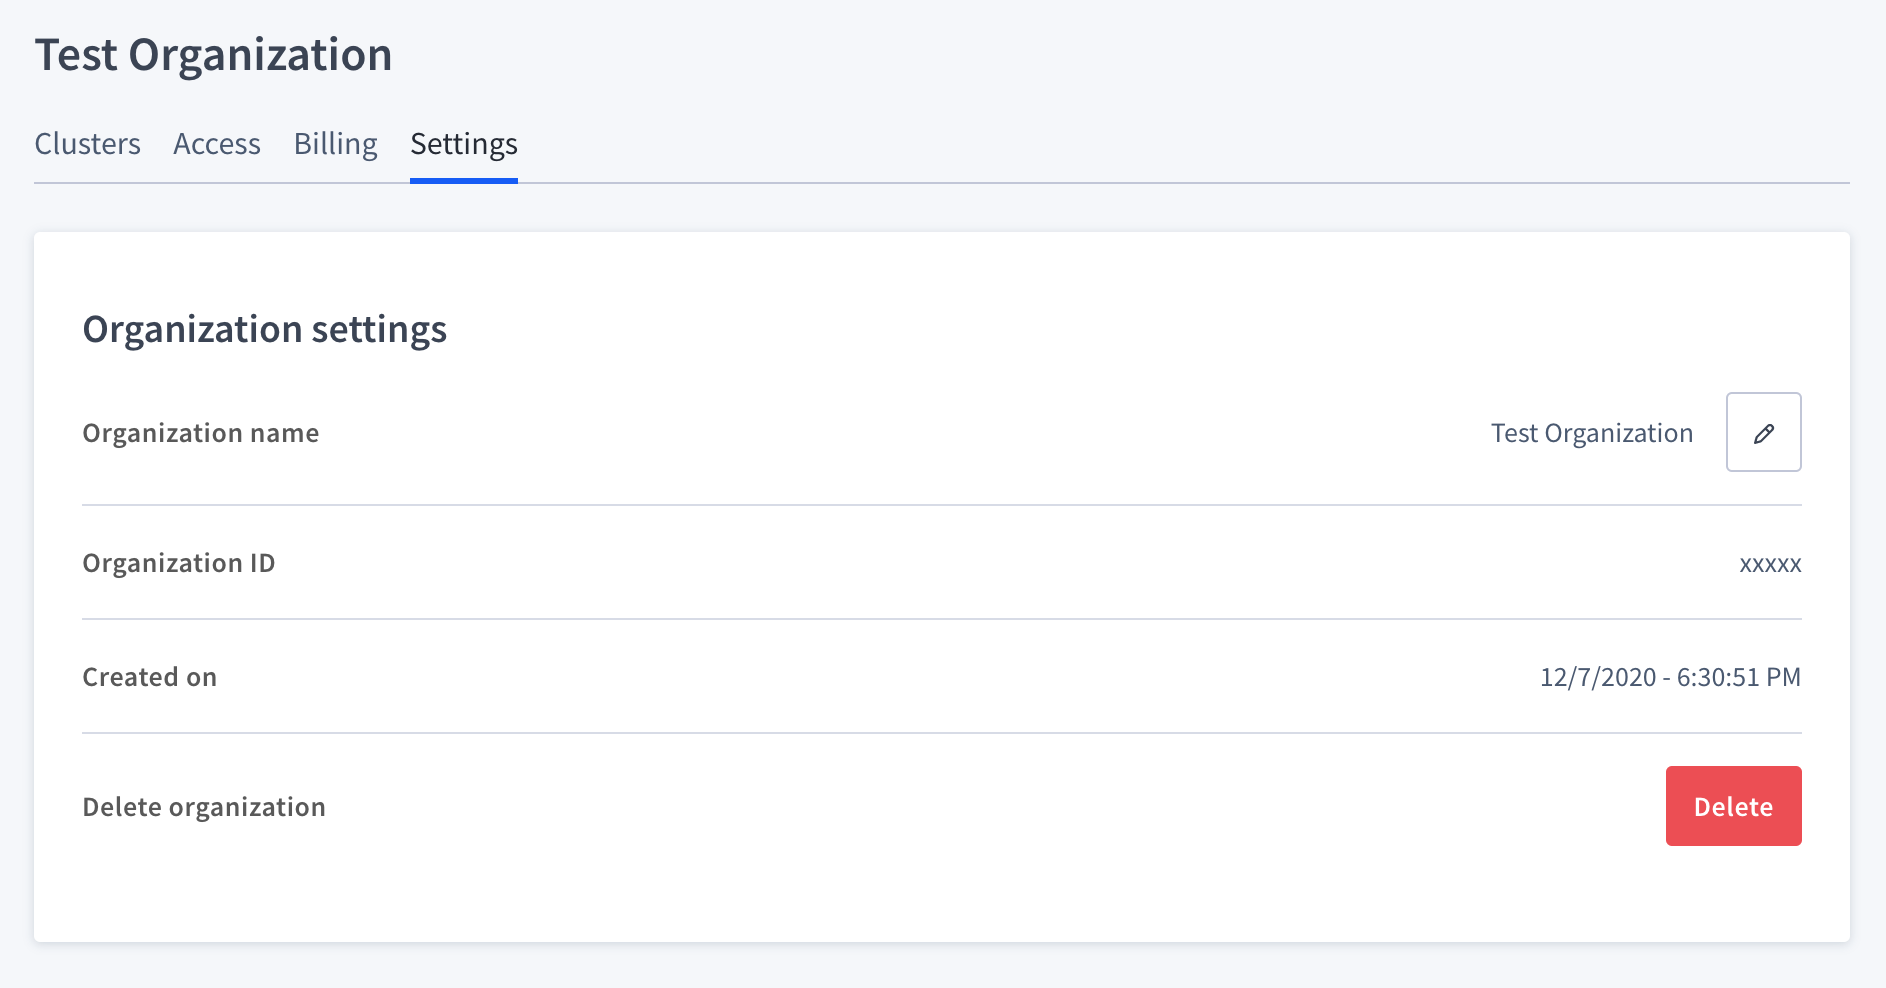 Test Organization
Clusters Access Billing Settings
Organization settings
Organization name Test Organization
Organization ID xxxxx
Created on 12/7/2020 - 6:30:51 PM
Delete organization Delete